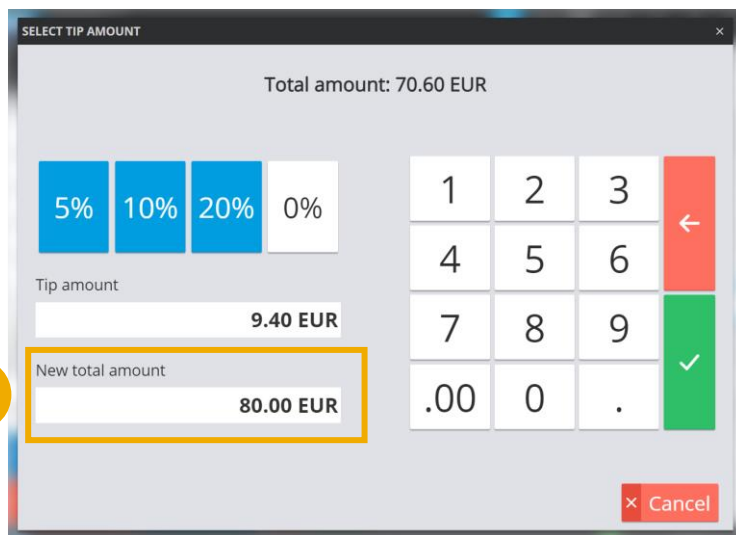 SELECT TIP AMOUNT ×
Total amount: 70.60 EUR
5% 10% 20% 0%
Tip amount
9.40 EUR
New total amount
80.00 EUR
1 2 3
4 5 6
7 8 9
.00 0 .
× Cancel